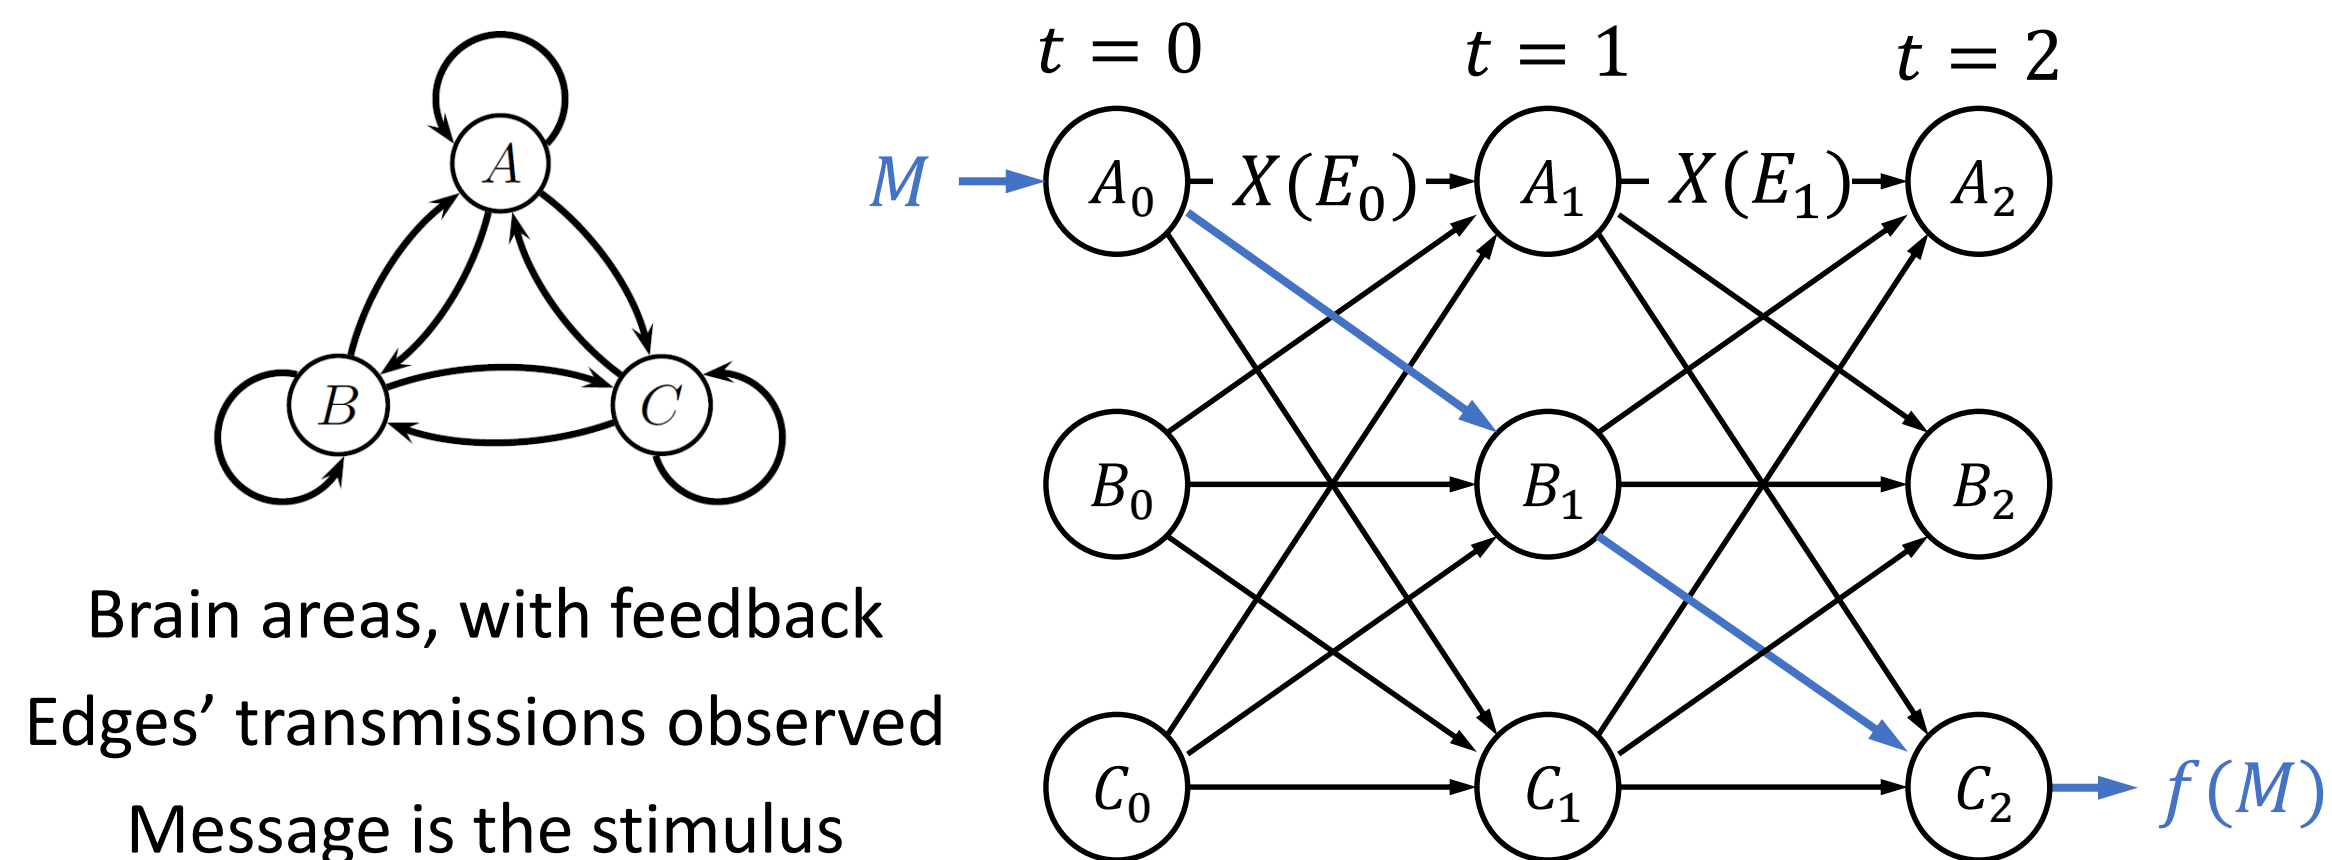 A
B
C
Brain areas, with feedback
Edges’ transmissions observed
Message is the stimulus
t = 0
t = 1
t = 2
M
A₀
X(E₀)
A₁
X(E₁)
A₂
B₀
B₁
B₂
C₀
C₁
C₂
f(M)